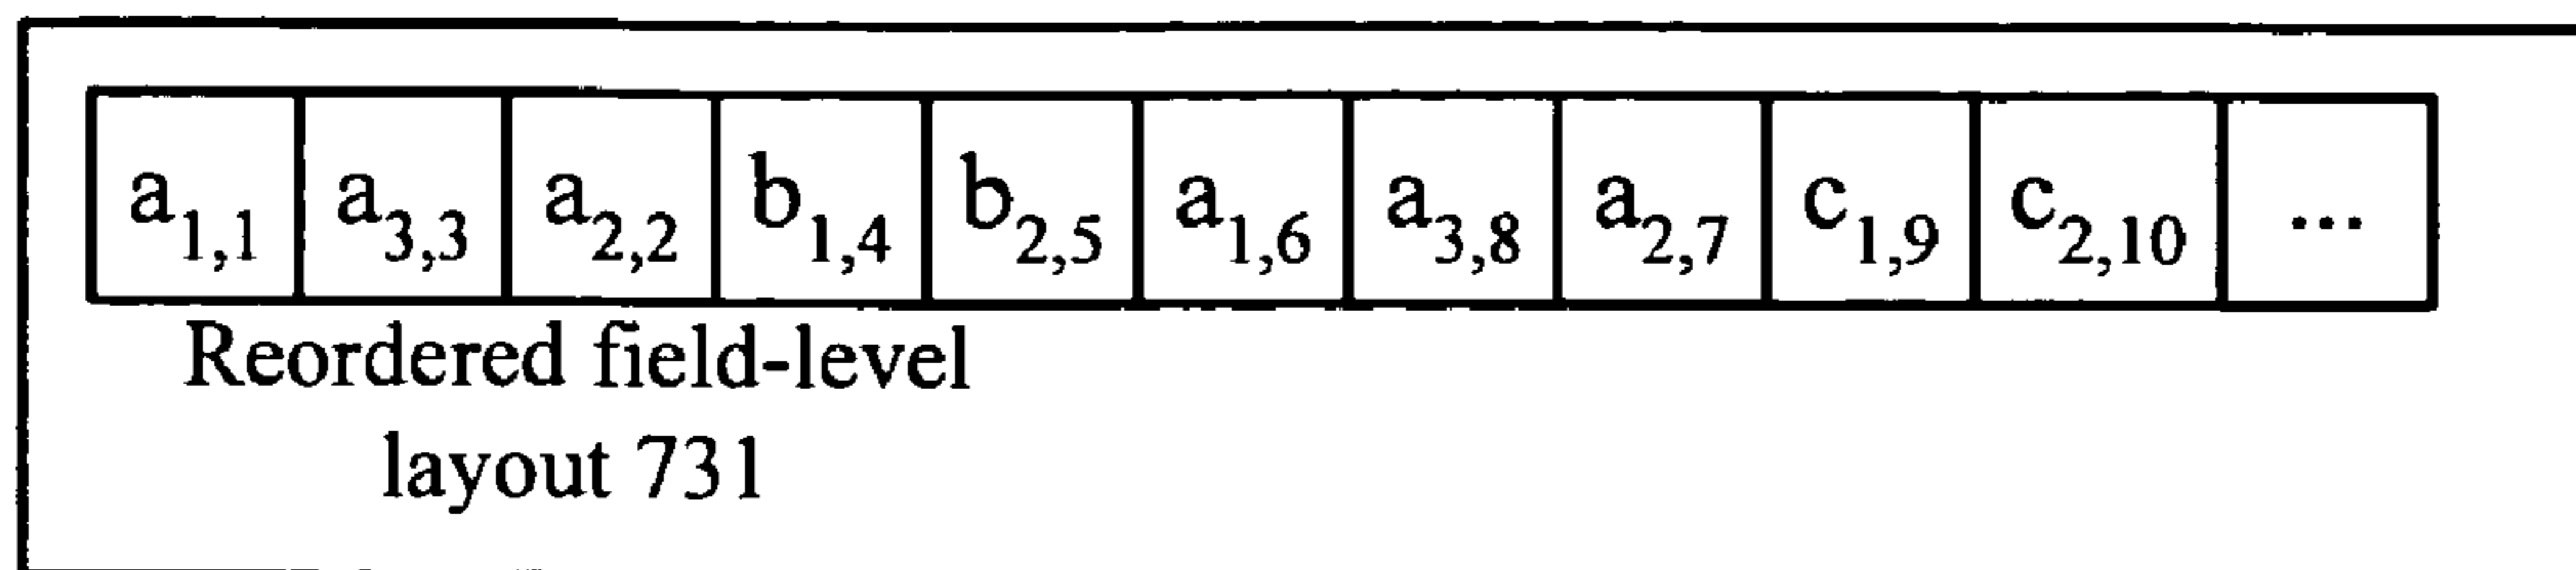 a1,1 a3,3 a2,2 b1,4 b2,5 a1,6 a3,8 a2,7 c1,9 c2,10 ...
Reordered field-level
layout 731